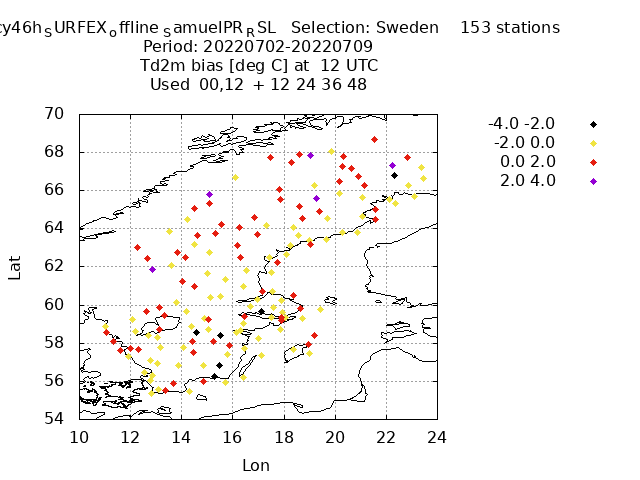 cy46h_SURFEX_offline_SamuelPR_RSL Selection: Sweden 153 stations
Period: 20220702-20220709
Td2m bias [deg C] at 12 UTC
Used 00,12 + 12 24 36 48
-4.0 -2.0
-2.0 0.0
0.0 2.0
2.0 4.0
70
68
66
64
62
60
58
56
54
Lat
10 12 14 16 18 20 22 24
Lon